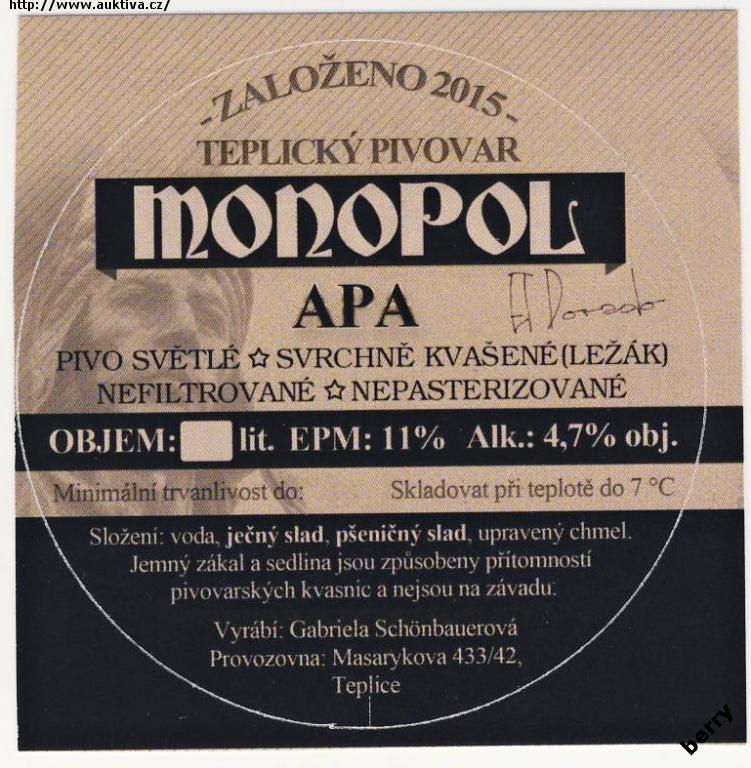 http://www.auktiva.cz/
-ZALOŽENO 2015-
TEPLICKÝ PIVOVAR
MONOPOL
APA
El Dorado
PIVO SVĚTLÉ ☆ SVRCHNĚ KVAŠENÉ(LEŽÁK)
NEFILTROVANÉ ☆ NEPASTERIZOVANÉ
OBJEM: lit. EPM: 11% Alk.: 4,7% obj.
Minimální trvanlivost do: Skladovat při teplotě do 7 °C
Složení: voda, ječný slad, pšeničný slad, upravený chmel.
Jemný zákal a sedlina jsou způsobeny přítomností
pivovarských kvasnic a nejsou na závadu.
Vyrábí: Gabriela Schönbauerová
Provozovna: Masarykova 433/42,
Teplice
berry